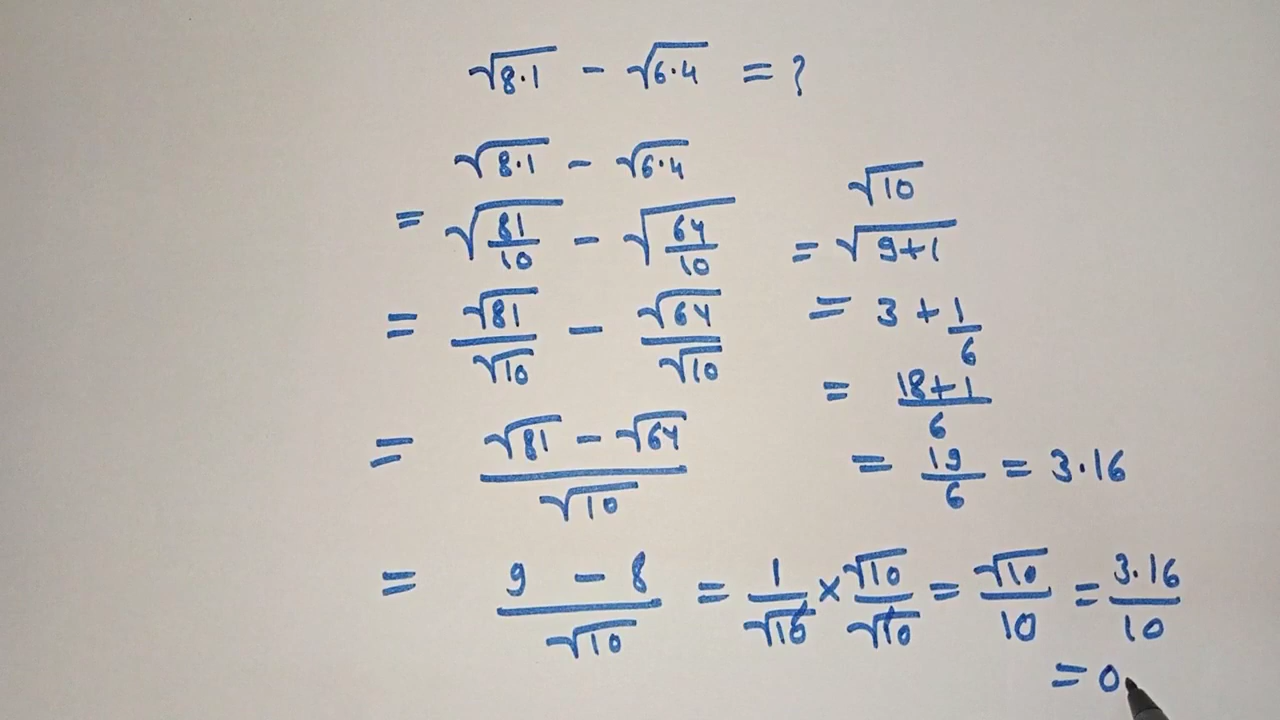 √8.1 - √6.4 = ?
√8.1 - √6.4
= √(81/10) - √(64/10)
= √81/√10 - √64/√10
= (√81 - √64)/√10
√10
= √(9+1)
= 3 + 1/6
= (18+1)/6
= 19/6 = 3.16
= (9 - 8)/√10 = 1/√10 × √10/√10 = √10/10 = 3.16/10
= 0